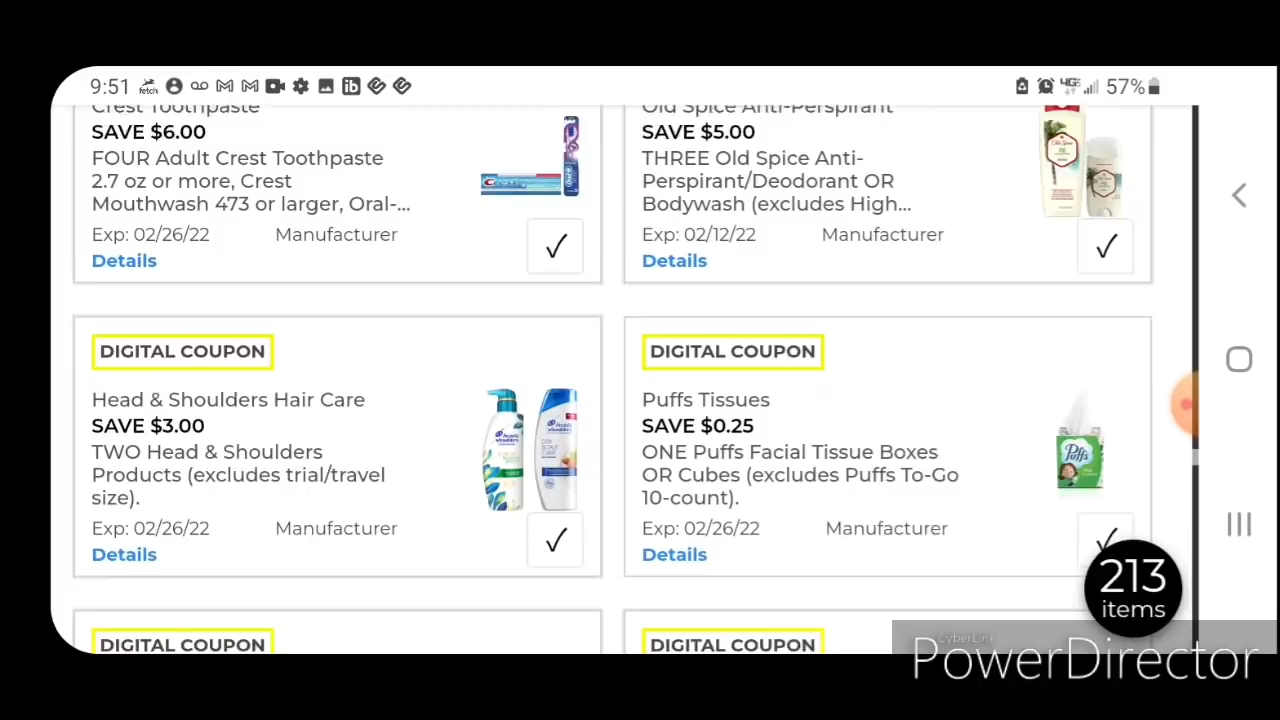 9:51
fetch
57%
Crest Toothpaste
SAVE $6.00
FOUR Adult Crest Toothpaste
2.7 oz or more, Crest
Mouthwash 473 or larger, Oral-...
Exp: 02/26/22 Manufacturer
Details
Crest
Old Spice Anti-Perspirant
SAVE $5.00
THREE Old Spice Anti-
Perspirant/Deodorant OR
Bodywash (excludes High...
Exp: 02/12/22 Manufacturer
Details
DIGITAL COUPON
Head & Shoulders Hair Care
SAVE $3.00
TWO Head & Shoulders
Products (excludes trial/travel
size).
Exp: 02/26/22 Manufacturer
Details
DIGITAL COUPON
Puffs Tissues
SAVE $0.25
ONE Puffs Facial Tissue Boxes
OR Cubes (excludes Puffs To-Go
10-count).
Exp: 02/26/22 Manufacturer
Details
Puffs
213
items
DIGITAL COUPON
DIGITAL COUPON
CyberLink
PowerDirector